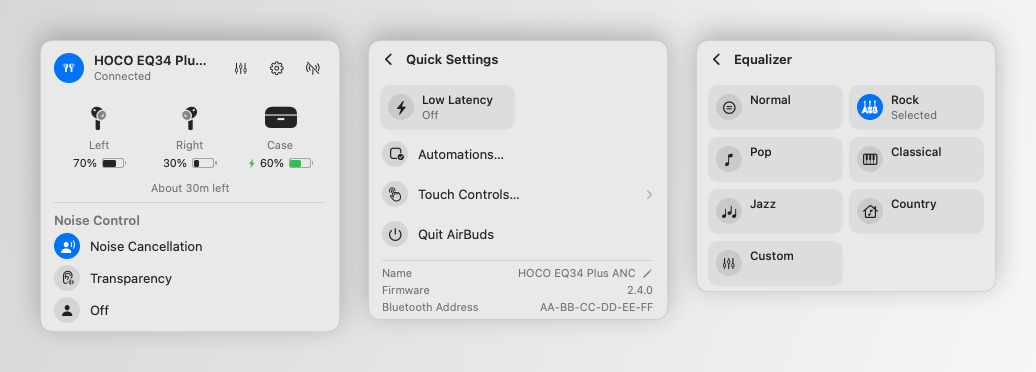 HOCO EQ34 Plu...
Connected
Left
Right
Case
70%
30%
60%
About 30m left
Noise Control
Noise Cancellation
Transparency
Off
Quick Settings
Low Latency
Off
Automations...
Touch Controls...
Quit AirBuds
Name HOCO EQ34 Plus ANC
Firmware 2.4.0
Bluetooth Address AA-BB-CC-DD-EE-FF
Equalizer
Normal
Rock
Selected
Pop
Classical
Jazz
Country
Custom